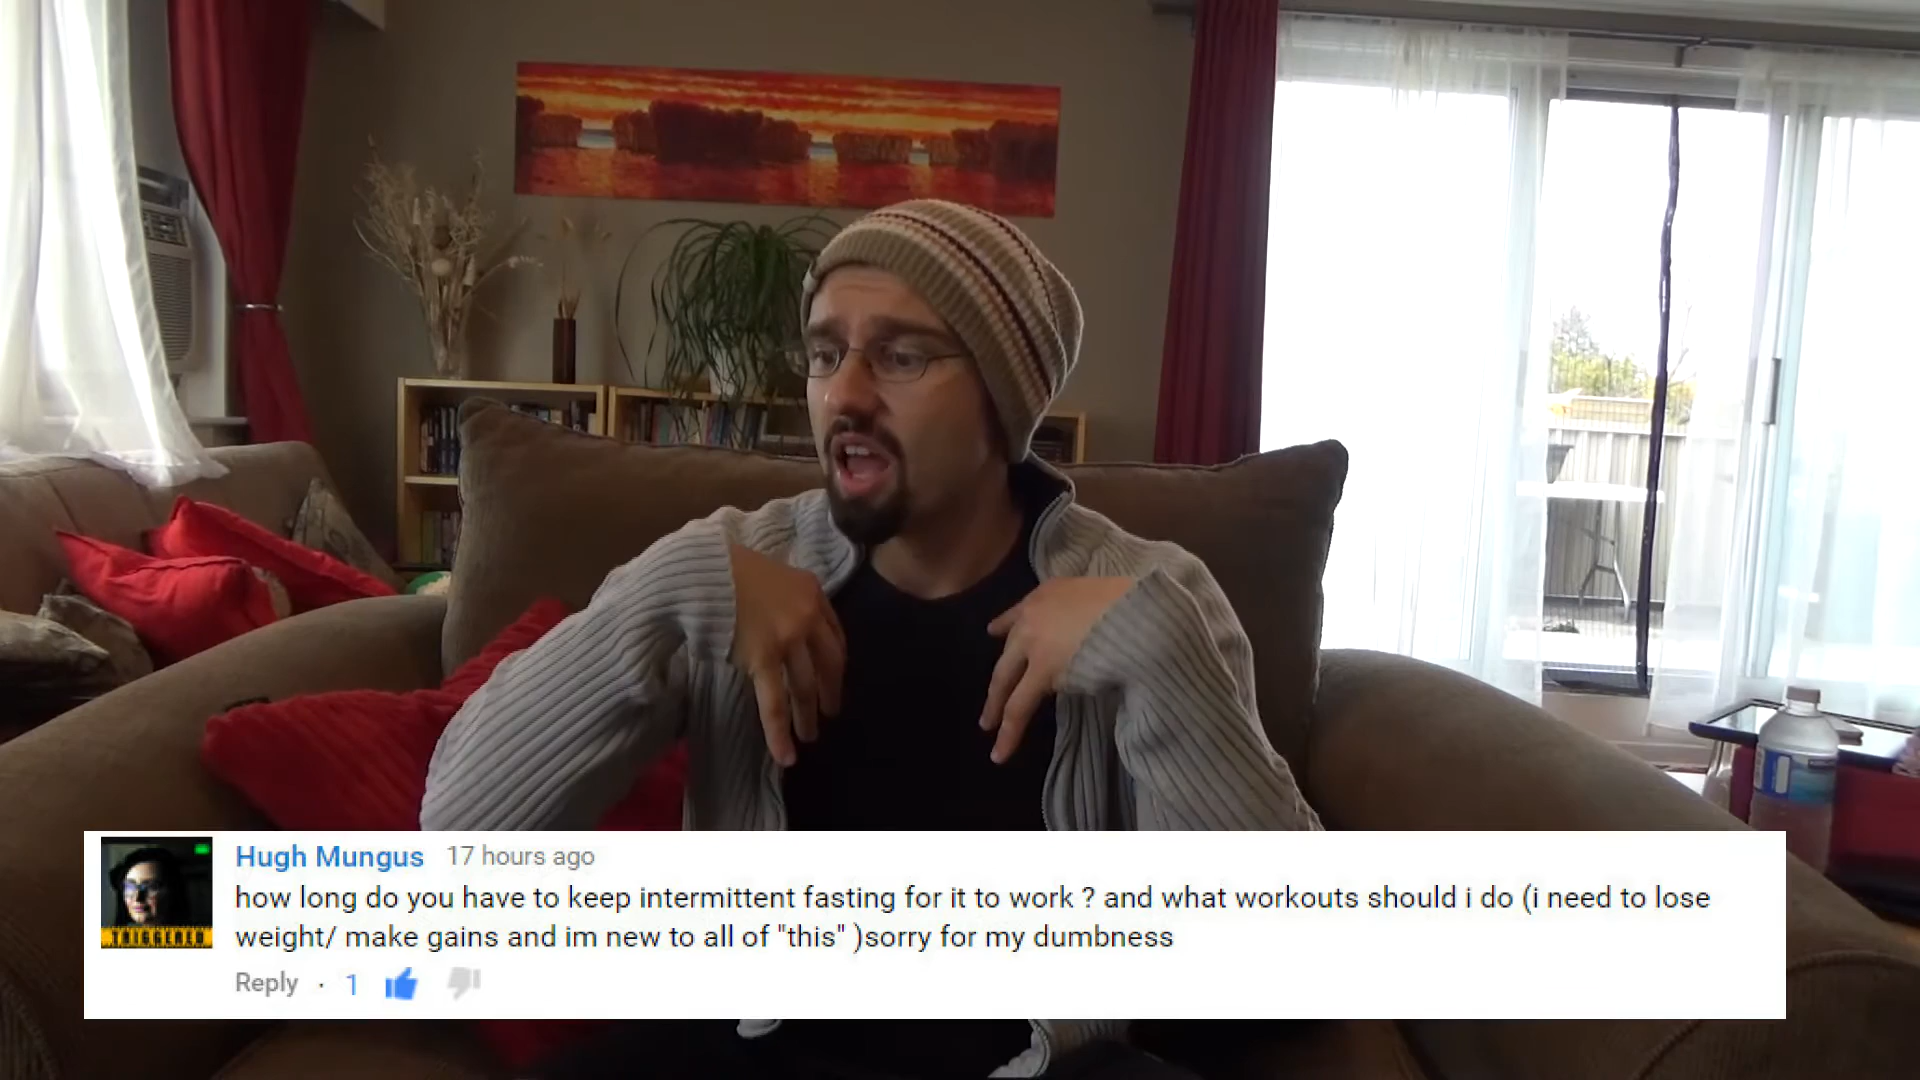 Hugh Mungus 17 hours ago
how long do you have to keep intermittent fasting for it to work ? and what workouts should i do (i need to lose
weight/ make gains and im new to all of "this" )sorry for my dumbness
Reply · 1
TRIGGERED